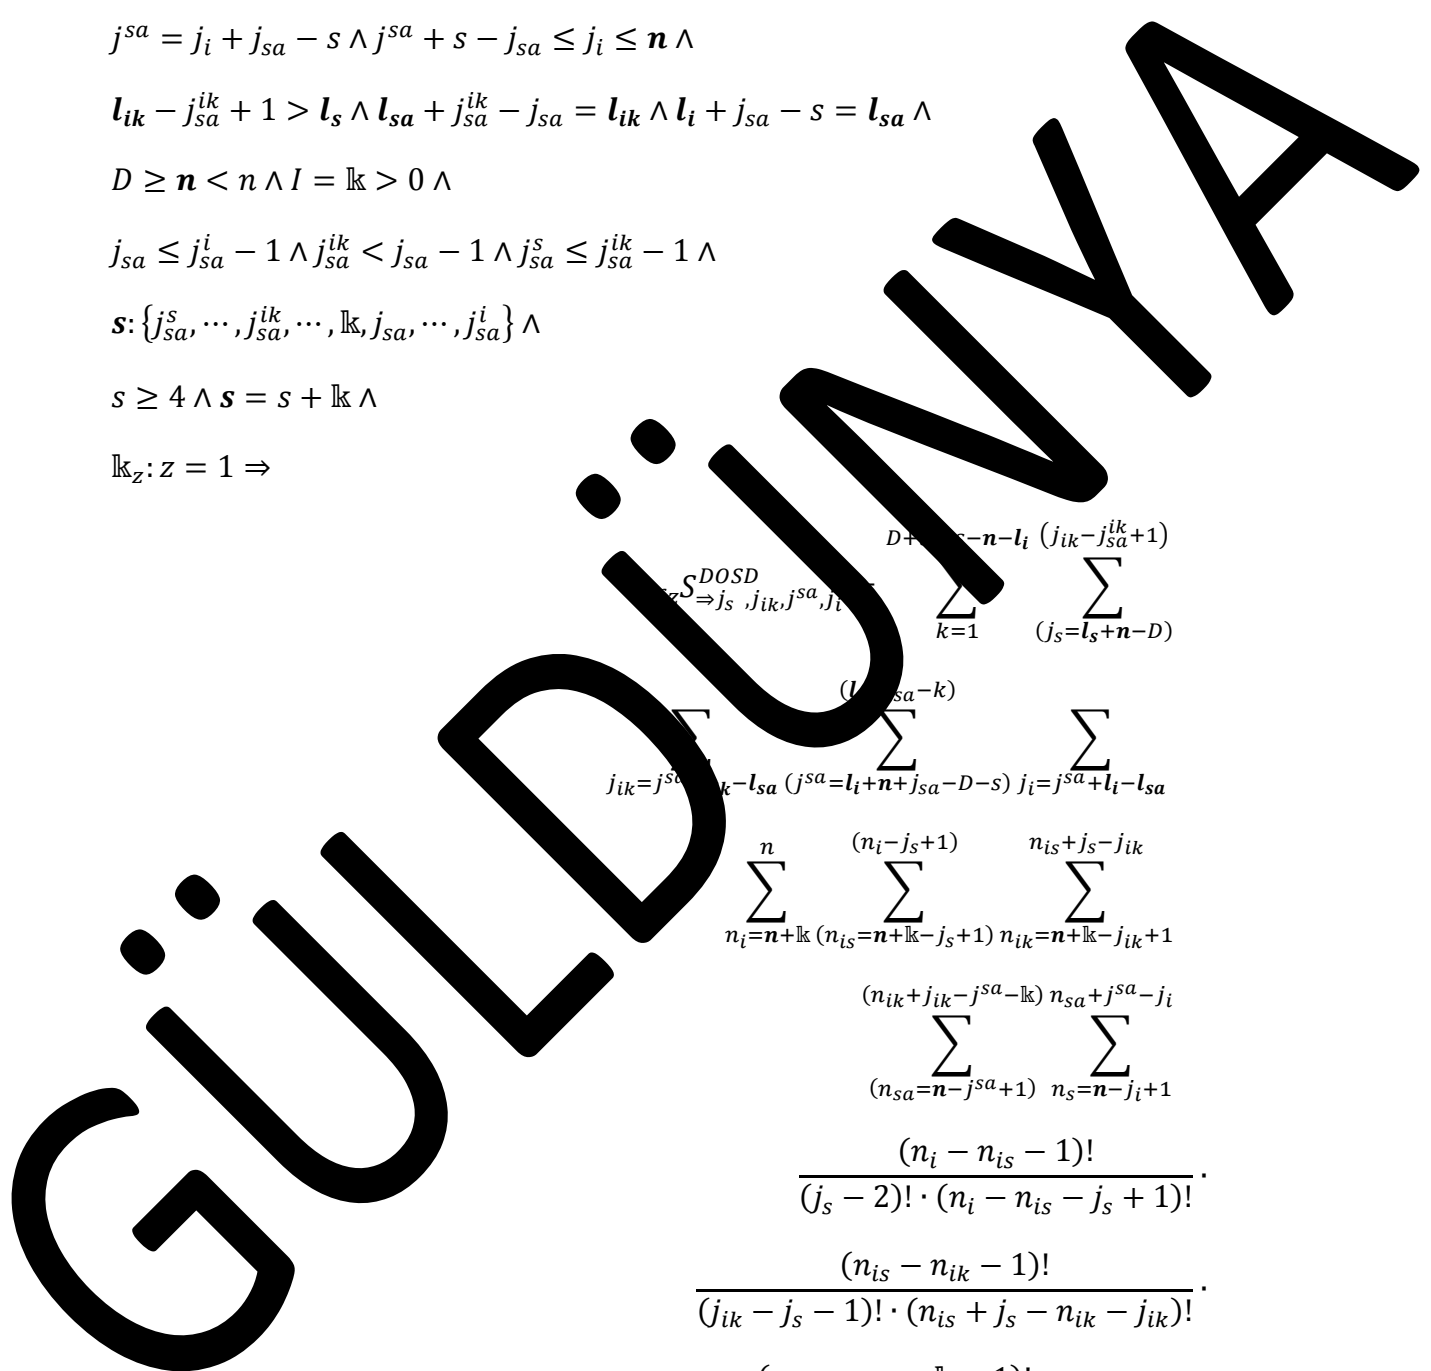 j^{sa} = j_i + j_{sa} − s ∧ j^{sa} + s − j_{sa} ≤ j_i ≤ 𝒏 ∧
𝒍_{𝒊𝒌} − j_{sa}^{ik} + 1 > 𝒍_𝒔 ∧ 𝒍_{𝒔𝒂} + j_{sa}^{ik} − j_{sa} = 𝒍_{𝒊𝒌} ∧ 𝒍_𝒊 + j_{sa} − s = 𝒍_{𝒔𝒂} ∧
D ≥ 𝒏 < n ∧ I = 𝕜 > 0 ∧
j_{sa} ≤ j_{sa}^{i} − 1 ∧ j_{sa}^{ik} < j_{sa} − 1 ∧ j_{sa}^{s} ≤ j_{sa}^{ik} − 1 ∧
𝒔: {j_{sa}^{s}, ⋯ , j_{sa}^{ik}, ⋯ , 𝕜, j_{sa}, ⋯ , j_{sa}^{i}} ∧
s ≥ 4 ∧ 𝒔 = s + 𝕜 ∧
𝕜_z: z = 1 ⇒
S_{⇒j_s ,j_{ik},j^{sa},j_i}^{DOSD} ∑_{k=1}^{−𝒏−𝒍_𝒊} ∑_{(j_s=𝒍_𝒔+𝒏−D)}^{(j_{ik}−j_{sa}^{ik}+1)}
∑_{j_{ik}=j^{sa} −𝒍_{𝒔𝒂}} ∑_{(j^{sa}=𝒍_𝒊+𝒏+j_{sa}−D−s)}^{−k)} ∑_{j_i=j^{sa}+𝒍_𝒊−𝒍_{𝒔𝒂}}
∑_{n_i=𝒏+𝕜}^{n} ∑_{(n_{is}=𝒏+𝕜−j_s+1)}^{(n_i−j_s+1)} ∑_{n_{ik}=𝒏+𝕜−j_{ik}+1}^{n_{is}+j_s−j_{ik}}
∑_{(n_{sa}=𝒏−j^{sa}+1)}^{(n_{ik}+j_{ik}−j^{sa}−𝕜)} ∑_{n_s=𝒏−j_i+1}^{n_{sa}+j^{sa}−j_i}
(n_i − n_{is} − 1)!
(j_s − 2)! · (n_i − n_{is} − j_s + 1)! ·
(n_{is} − n_{ik} − 1)!
(j_{ik} − j_s − 1)! · (n_{is} + j_s − n_{ik} − j_{ik})! ·
GÜLDÜNYA